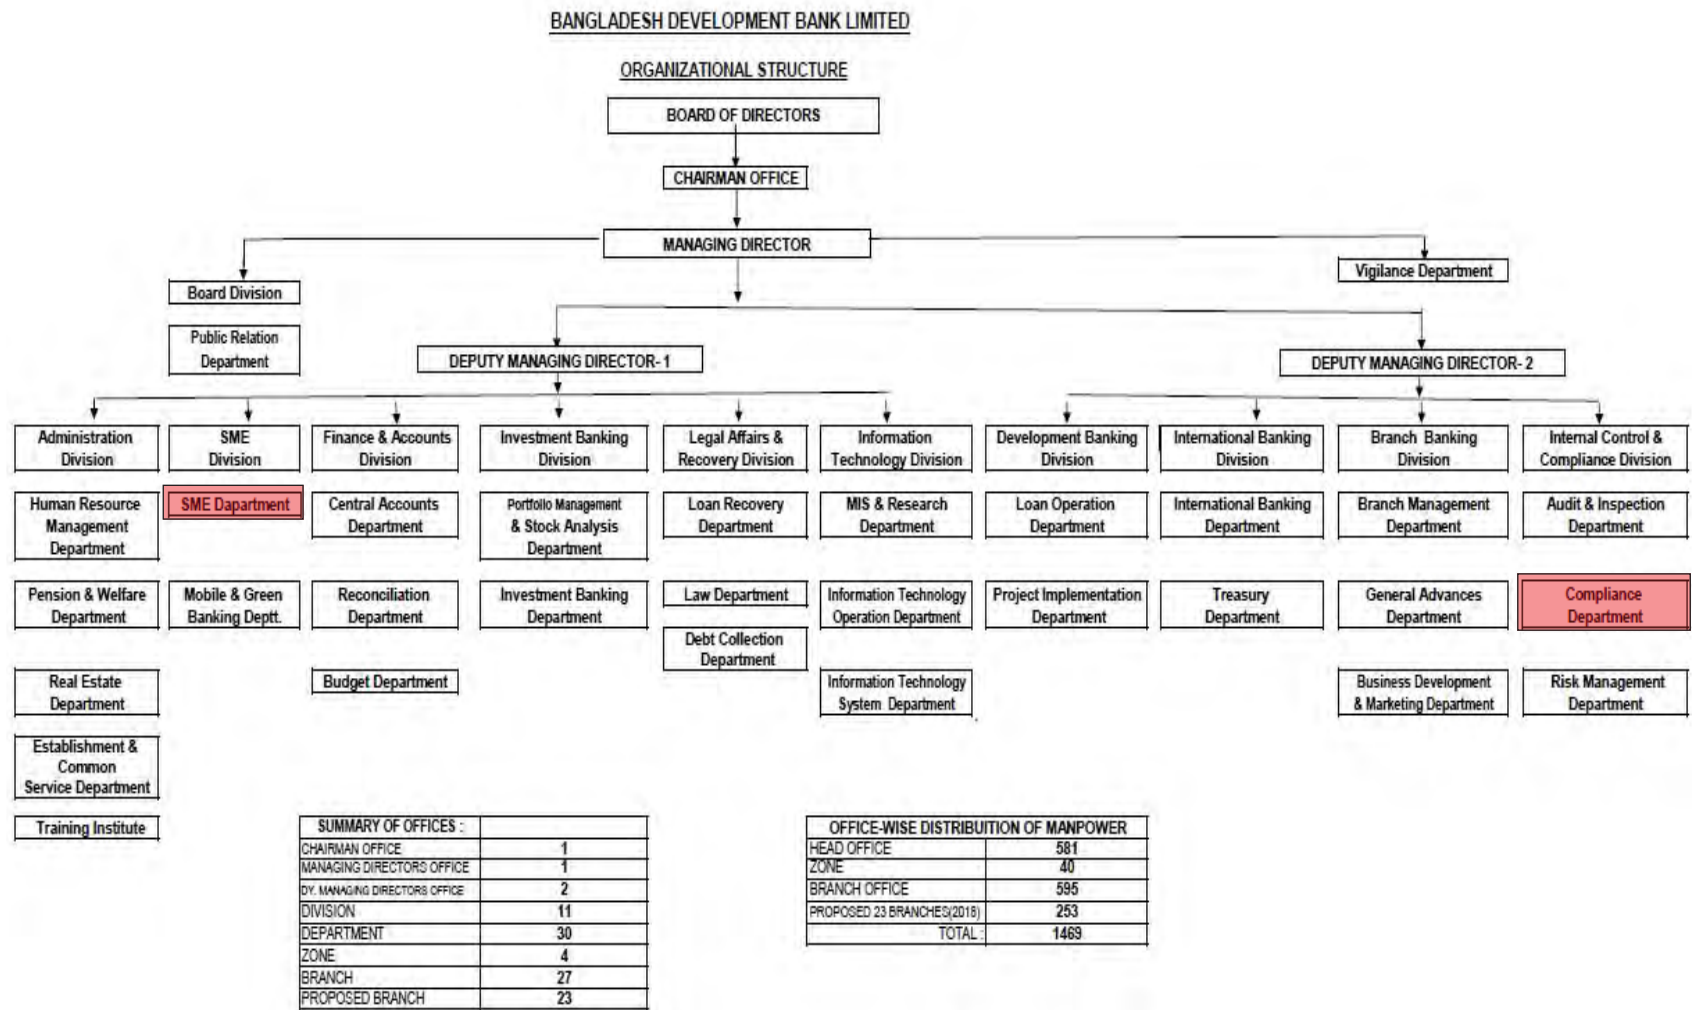 BANGLADESH DEVELOPMENT BANK LIMITED
ORGANIZATIONAL STRUCTURE
BOARD OF DIRECTORS
CHAIRMAN OFFICE
MANAGING DIRECTOR
Vigilance Department
Board Division
Public Relation
Department
DEPUTY MANAGING DIRECTOR- 1
DEPUTY MANAGING DIRECTOR- 2
Administration
Division
SME
Division
Finance & Accounts
Division
Investment Banking
Division
Legal Affairs &
Recovery Division
Information
Technology Division
Development Banking
Division
International Banking
Division
Branch Banking
Division
Internal Control &
Compliance Division
Human Resource
Management
Department
SME Dapartment
Central Accounts
Department
Portfolio Management
& Stock Analysis
Department
Loan Recovery
Department
MIS & Research
Department
Loan Operation
Department
International Banking
Department
Branch Management
Department
Audit & Inspection
Department
Pension & Welfare
Department
Mobile & Green
Banking Deptt.
Reconciliation
Department
Investment Banking
Department
Law Department
Information Technology
Operation Department
Project Implementation
Department
Treasury
Department
General Advances
Department
Compliance
Department
Debt Collection
Department
Real Estate
Department
Budget Department
Information Technology
System Department
Business Development
& Marketing Department
Risk Management
Department
Establishment &
Common
Service Department
Training Institute
SUMMARY OF OFFICES :
CHAIRMAN OFFICE 1
MANAGING DIRECTORS OFFICE 1
DY. MANAGING DIRECTORS OFFICE 2
DIVISION 11
DEPARTMENT 30
ZONE 4
BRANCH 27
PROPOSED BRANCH 23
OFFICE-WISE DISTRIBUITION OF MANPOWER
HEAD OFFICE 581
ZONE 40
BRANCH OFFICE 595
PROPOSED 23 BRANCHES(2018) 253
TOTAL : 1469